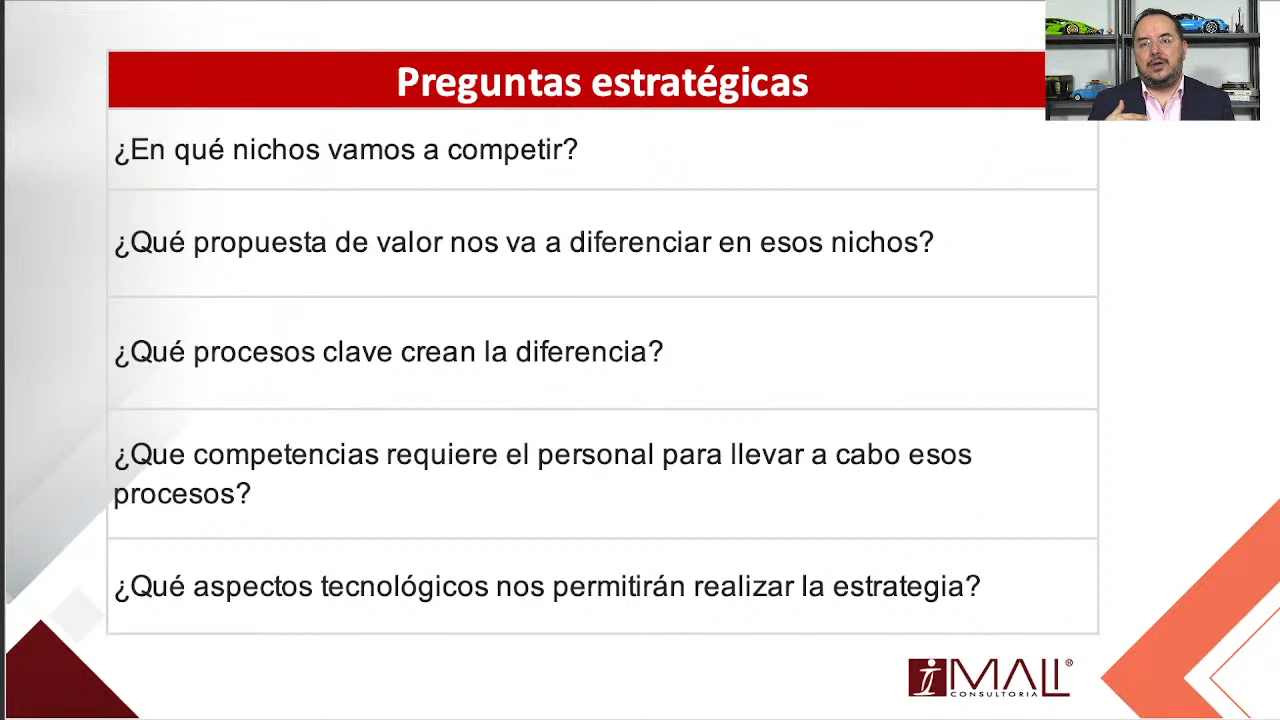 Preguntas estratégicas
¿En qué nichos vamos a competir?
¿Qué propuesta de valor nos va a diferenciar en esos nichos?
¿Qué procesos clave crean la diferencia?
¿Que competencias requiere el personal para llevar a cabo esos
procesos?
¿Qué aspectos tecnológicos nos permitirán realizar la estrategia?
iMALI®
CONSULTORIA